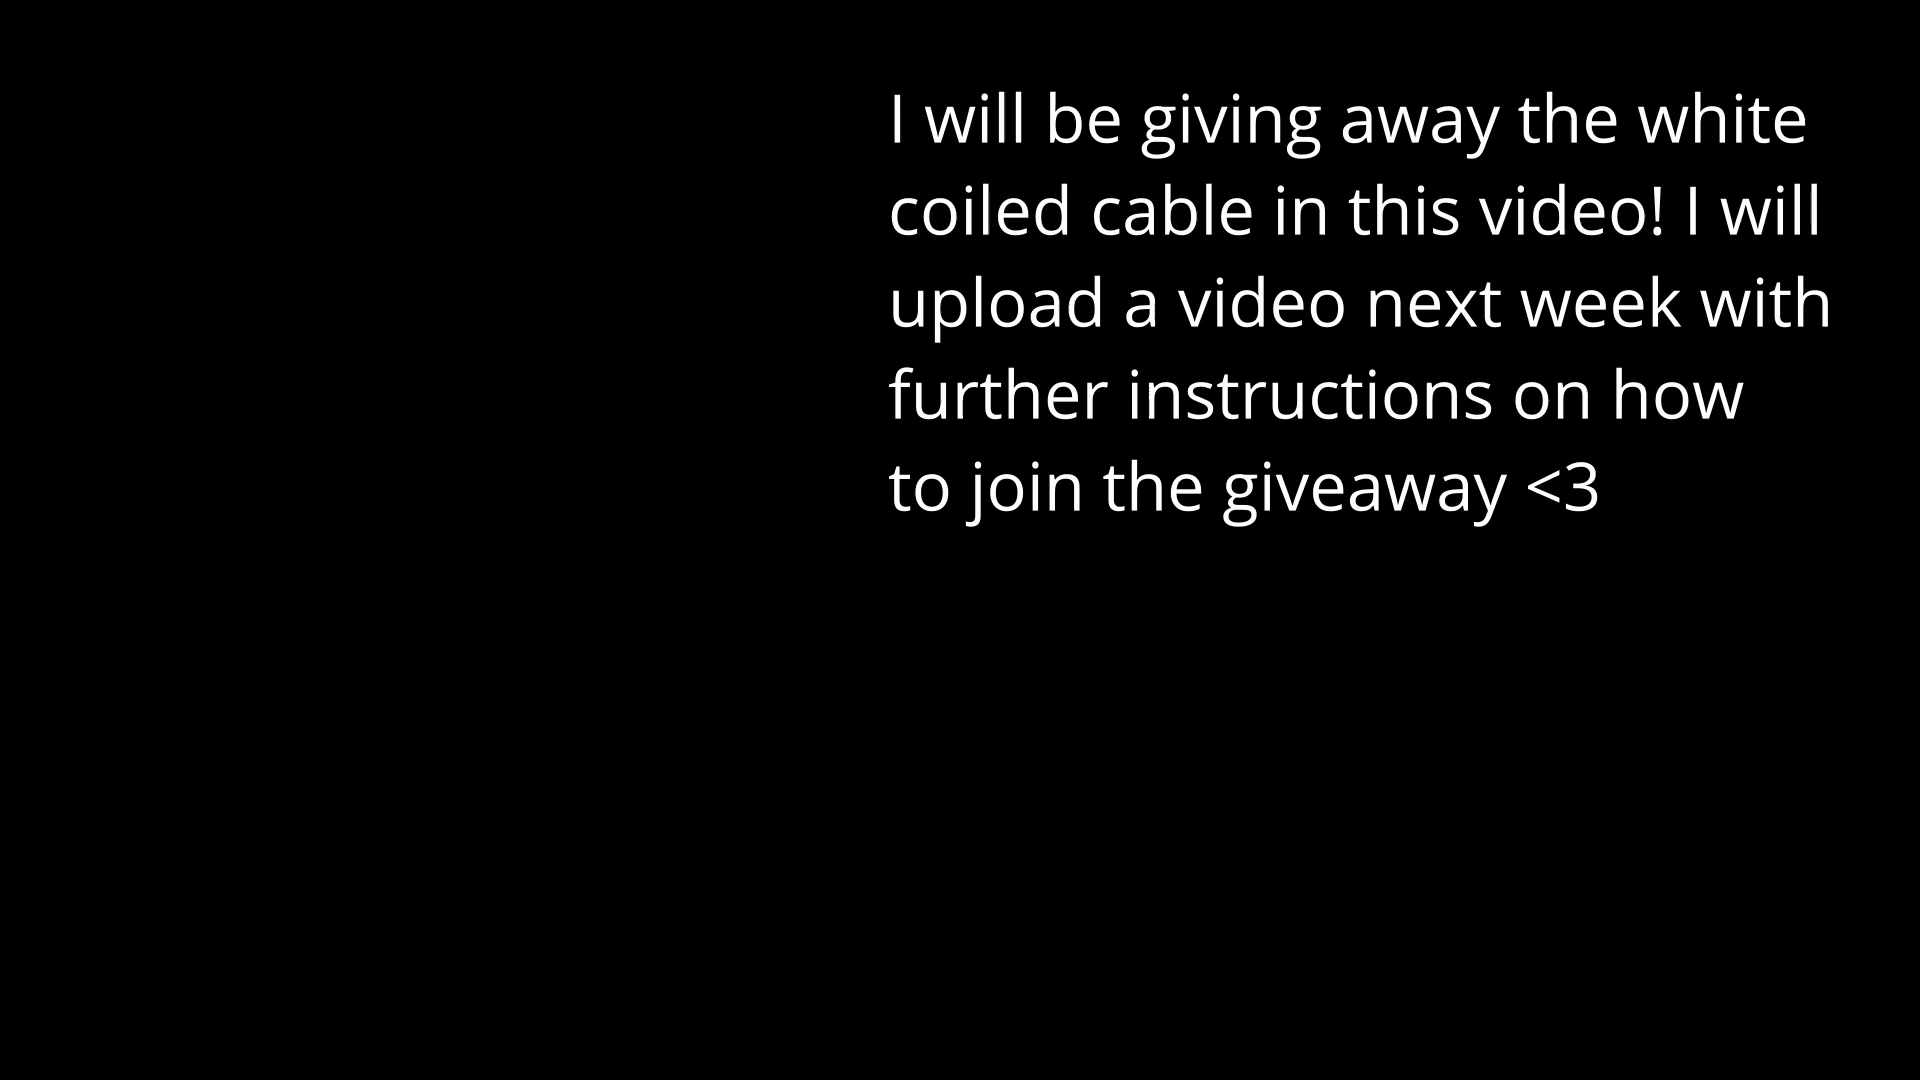 I will be giving away the white
coiled cable in this video! I will
upload a video next week with
further instructions on how
to join the giveaway <3